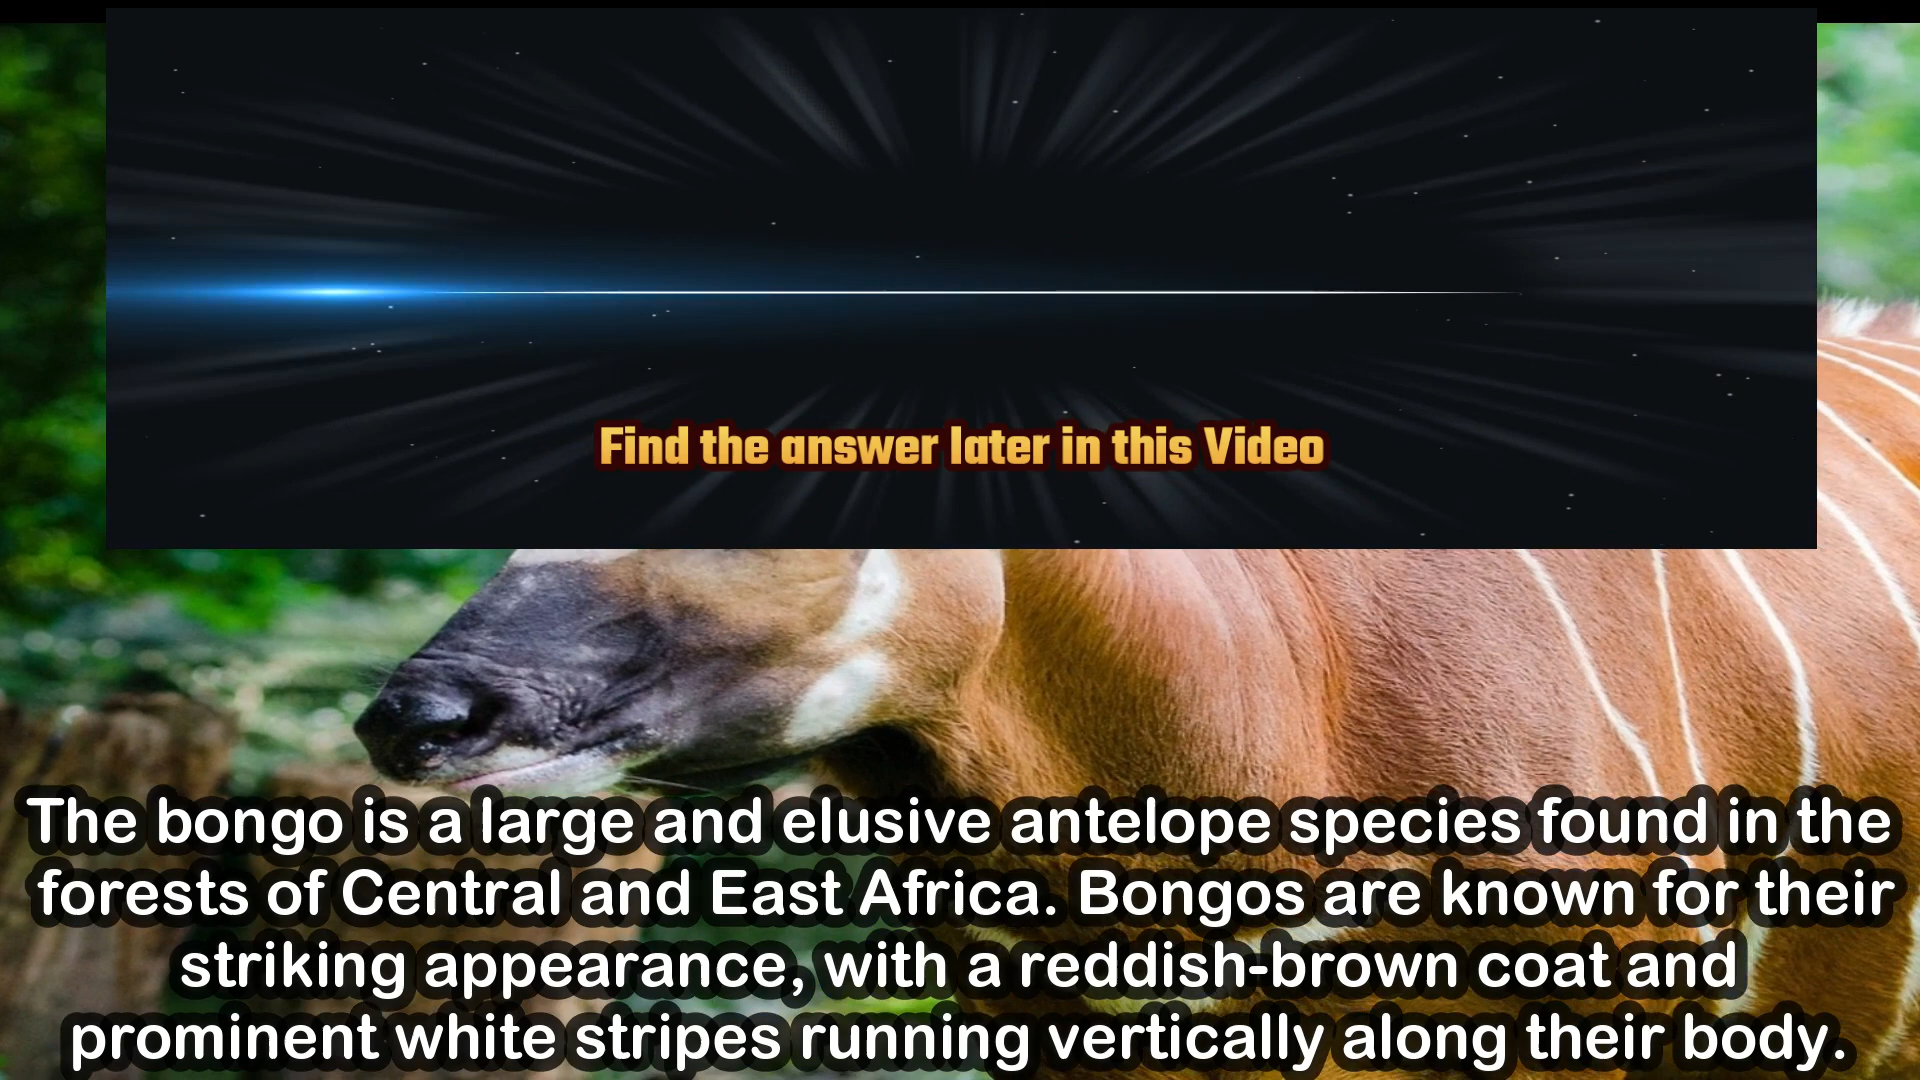 Find the answer later in this Video
The bongo is a large and elusive antelope species found in the
forests of Central and East Africa. Bongos are known for their
striking appearance, with a reddish-brown coat and
prominent white stripes running vertically along their body.